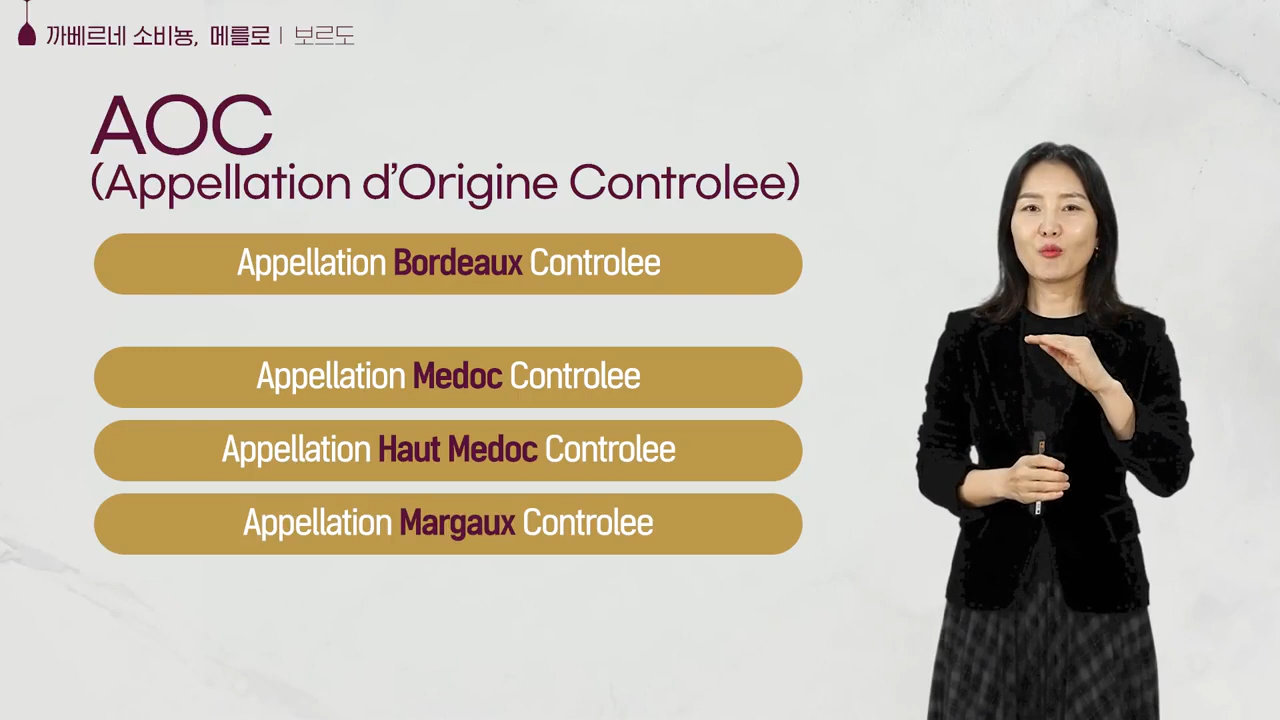 까베르네 소비뇽, 메를로 | 보르도
AOC
(Appellation d’Origine Controlee)
Appellation Bordeaux Controlee
Appellation Medoc Controlee
Appellation Haut Medoc Controlee
Appellation Margaux Controlee